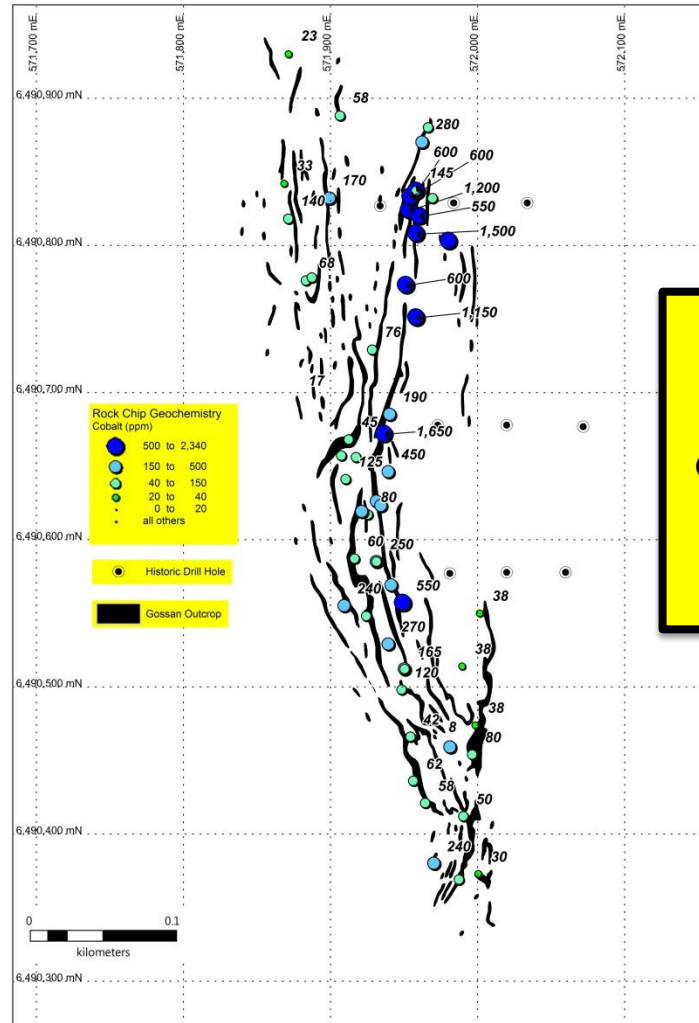 571,700 mE
571,800 mE
571,900 mE
572,000 mE
572,100 mE
23
6,490,900 mN
58
280
600
600
33
170
145
140
1,200
550
6,490,800 mN
1,500
68
600
1,150
76
17
6,490,700 mN
190
45
1,650
450
125
Rock Chip Geochemistry
Cobalt (ppm)
500 to 2,340
150 to 500
40 to 150
20 to 40
0 to 20
all others
80
6,490,600 mN
60
250
Historic Drill Hole
240
550
38
Gossan Outcrop
270
165
38
120
6,490,500 mN
38
42
8
80
62
58
50
6,490,400 mN
240
30
0
0.1
kilometers
6,490,300 mN